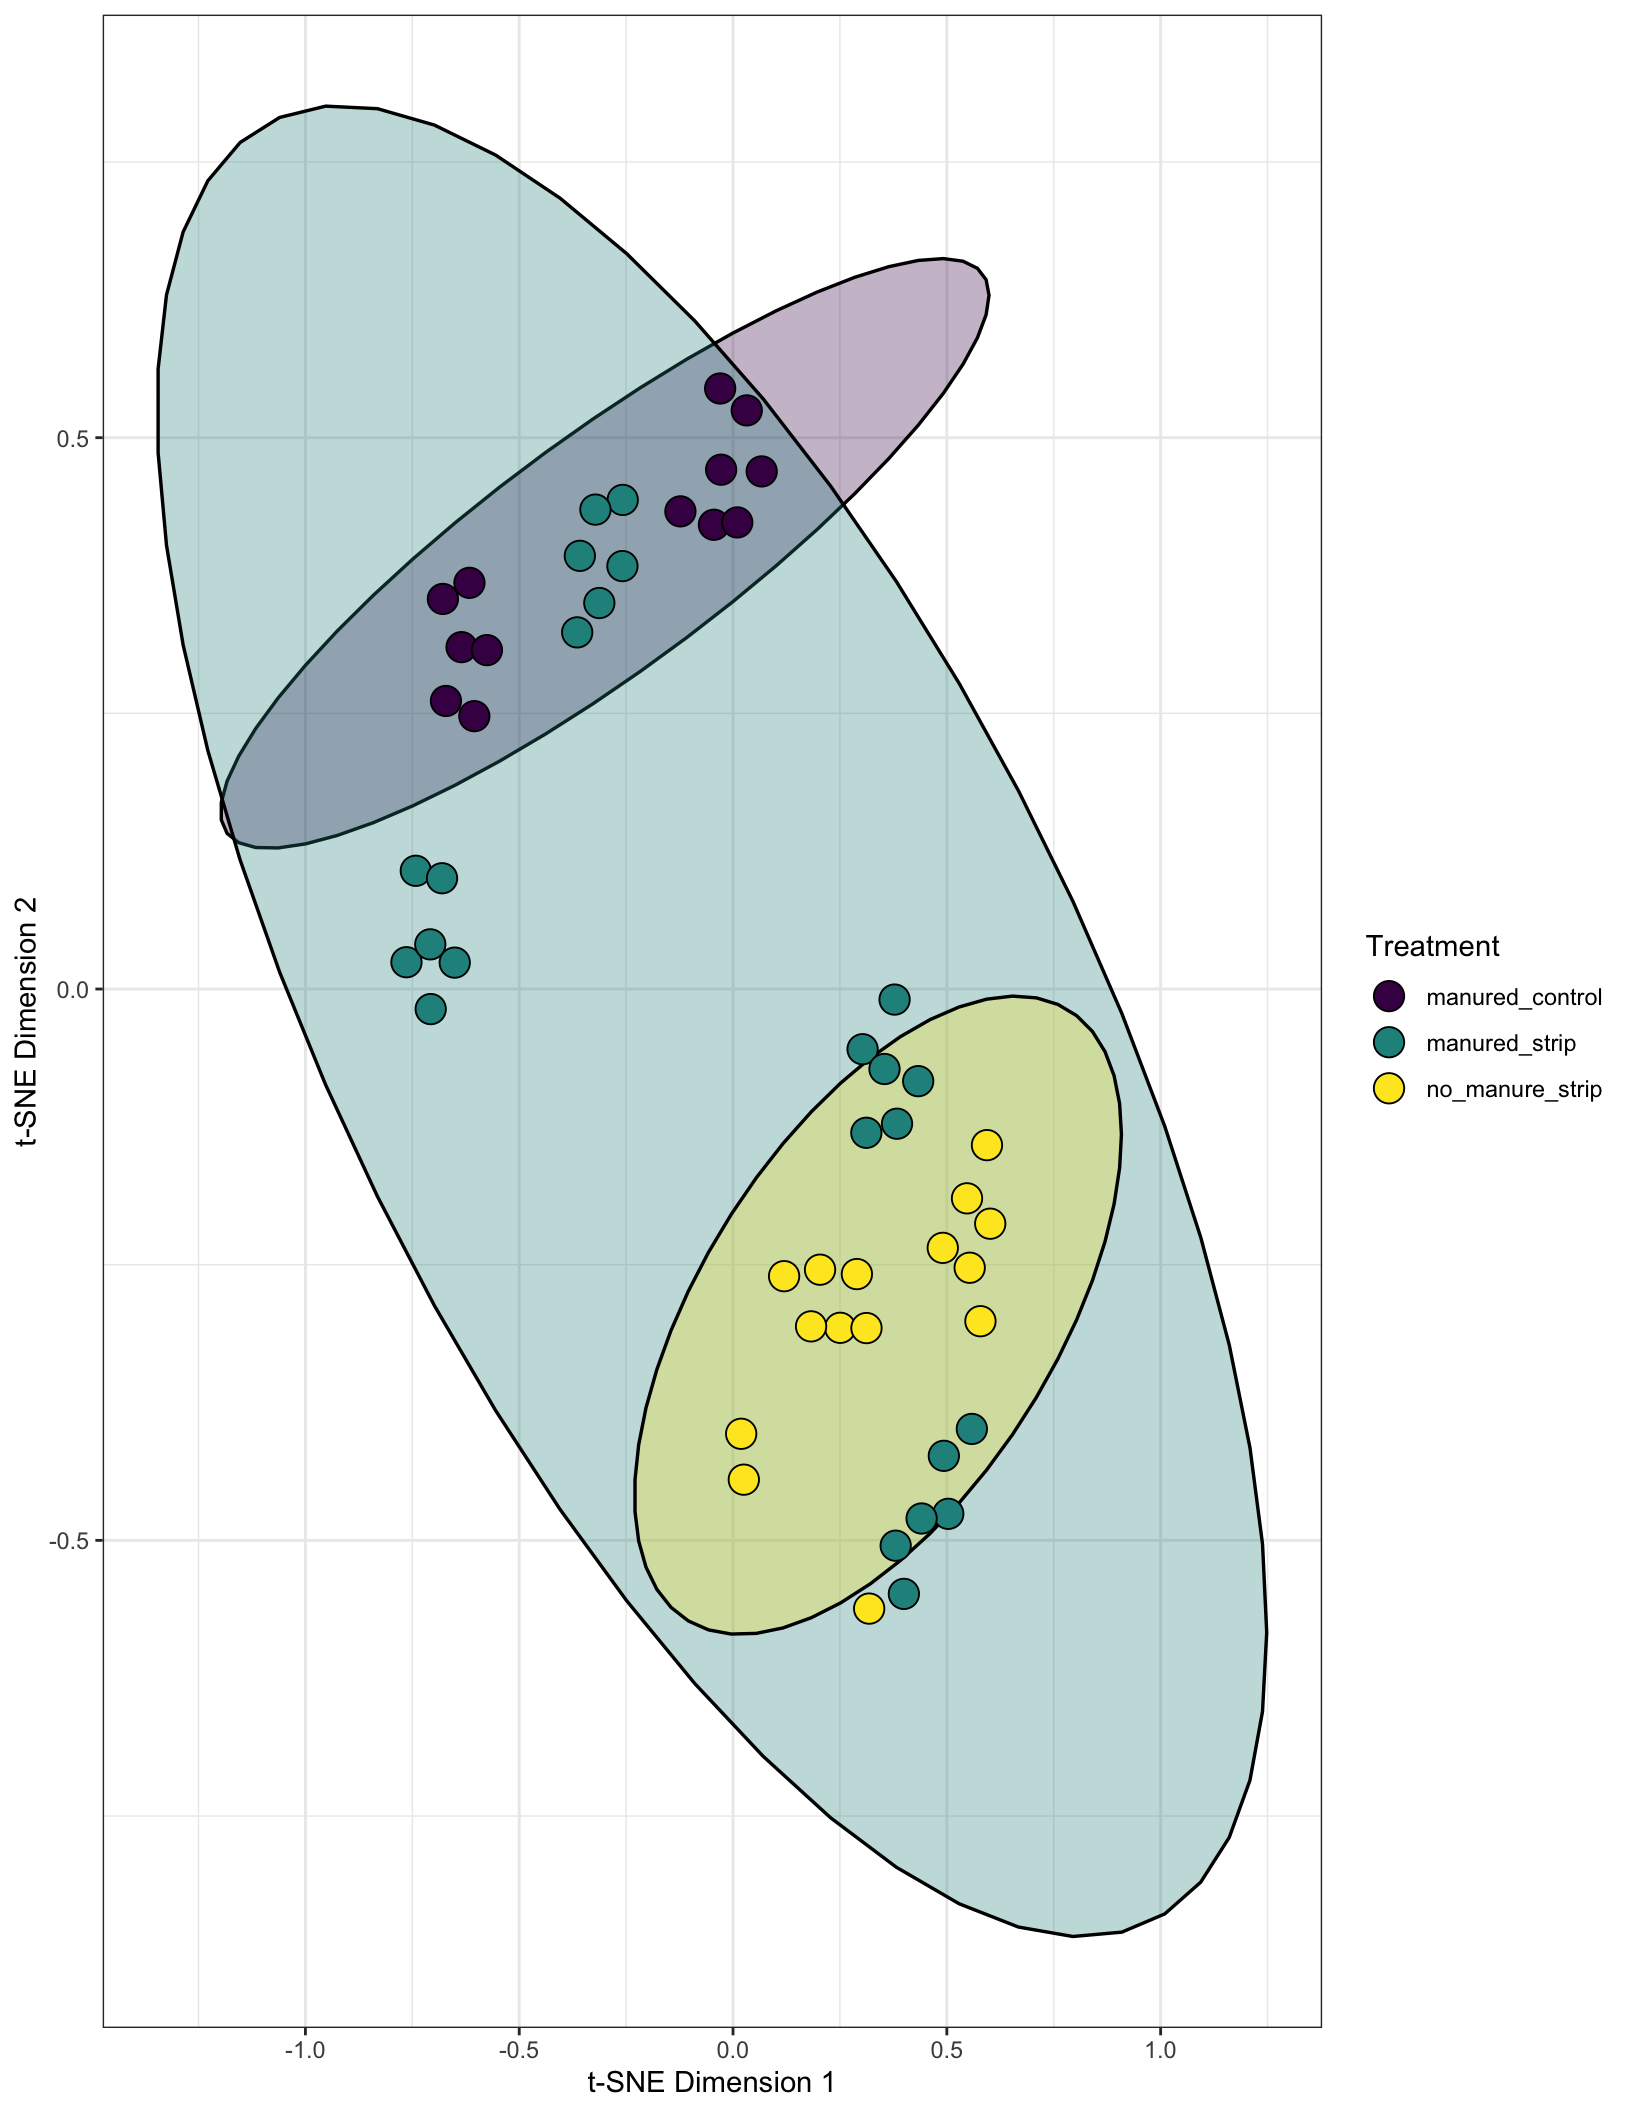 t-SNE Dimension 2
0.5
0.0
-0.5
-1.0
-0.5
0.0
0.5
1.0
t-SNE Dimension 1
Treatment
manured_control
manured_strip
no_manure_strip